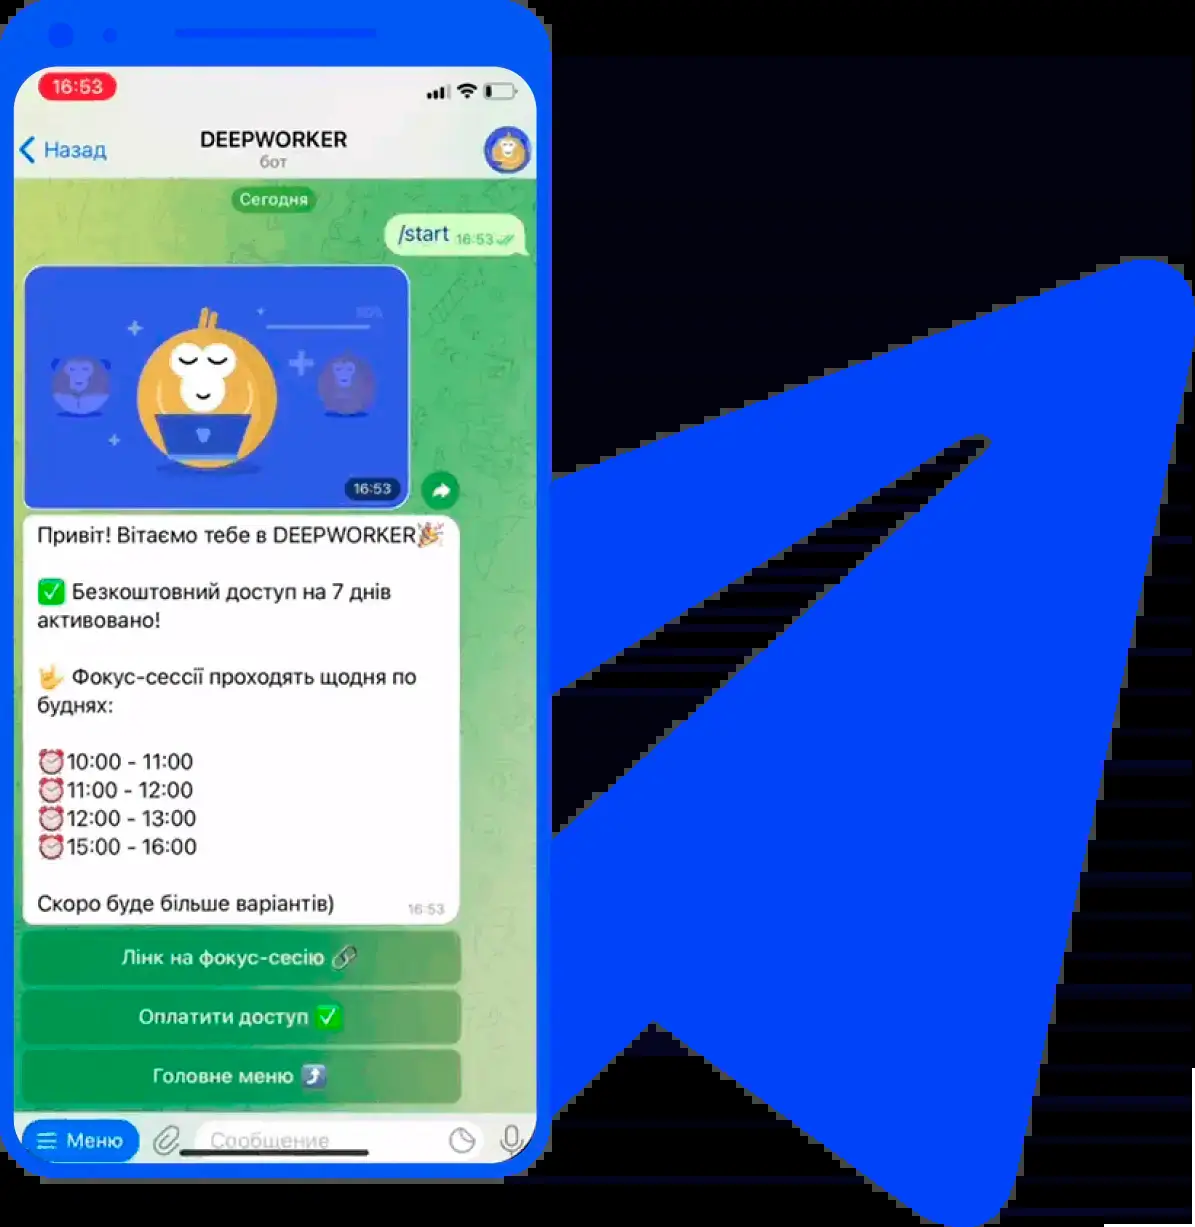 16:53
Назад
DEEPWORKER
бот
Сегодня
/start 16:53
16:53
Привіт! Вітаємо тебе в DEEPWORKER🎉
✅ Безкоштовний доступ на 7 днів
активовано!
🤟 Фокус-сессії проходять щодня по
буднях:
⏰10:00 - 11:00
⏰11:00 - 12:00
⏰12:00 - 13:00
⏰15:00 - 16:00
Скоро буде більше варіантів) 16:53
Лінк на фокус-сесію 🔗
Оплатити доступ ✅
Головне меню ⤴️
Меню
Сообщение